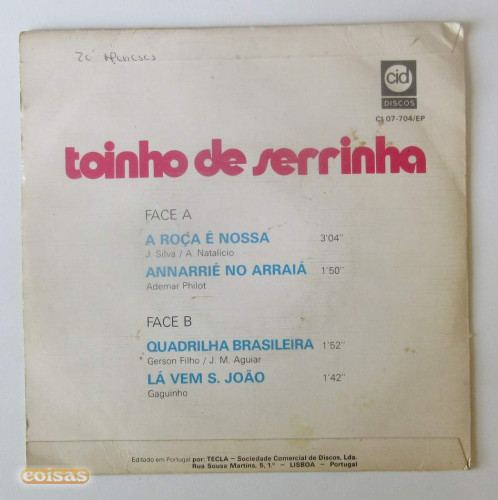 cid
DISCOS
CI 07-704/EP
toinho de serrinha
FACE A
A ROÇA É NOSSA 3'04"
J. Silva / A. Natalício
ANNARRIÊ NO ARRAIÁ 1'50"
Ademar Philot
FACE B
QUADRILHA BRASILEIRA 1'52"
Gerson Filho / J. M. Aguiar
LÁ VEM S. JOÃO 1'42"
Gaguinho
Editado em Portugal por: TECLA – Sociedade Comercial de Discos, Lda.
Rua Sousa Martins, 5, 1.º – LISBOA – Portugal
coisas